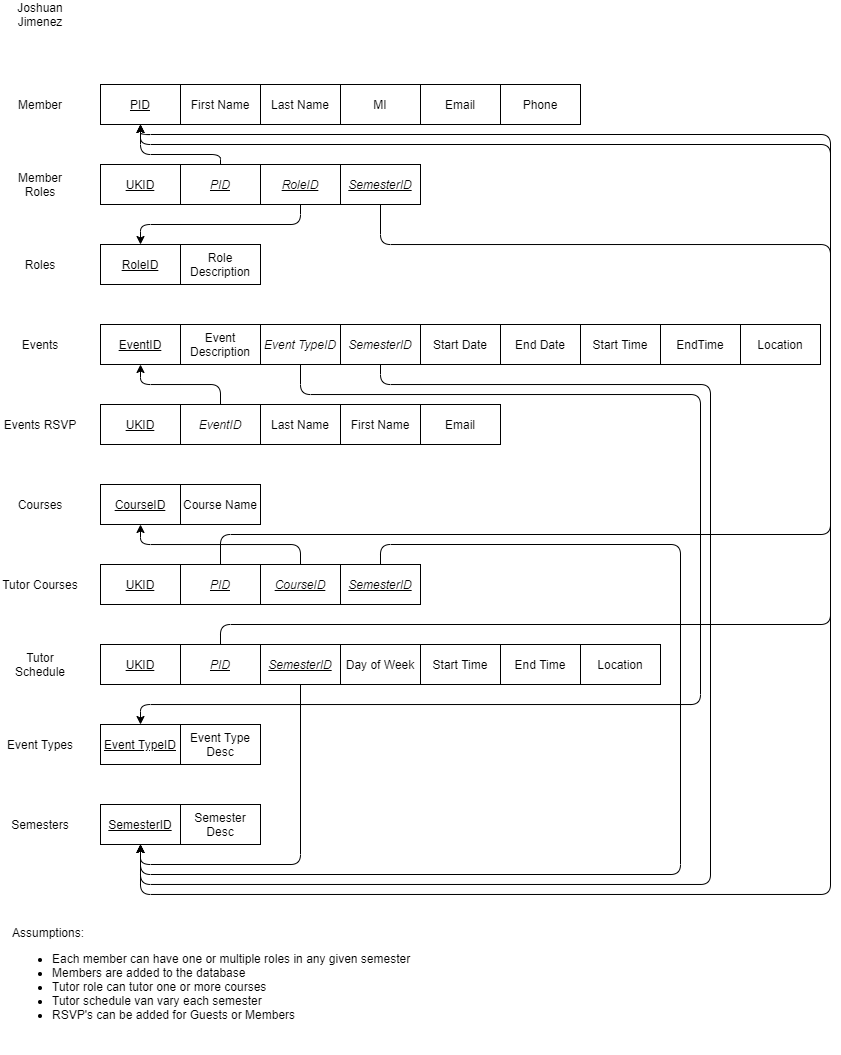 Joshuan
Jimenez
Member
PID First Name Last Name MI Email Phone
Member
Roles
UKID PID RoleID SemesterID
Roles
RoleID Role
Description
Events
EventID Event
Description Event TypeID SemesterID Start Date End Date Start Time EndTime Location
Events RSVP
UKID EventID Last Name First Name Email
Courses
CourseID Course Name
Tutor Courses
UKID PID CourseID SemesterID
Tutor
Schedule
UKID PID SemesterID Day of Week Start Time End Time Location
Event Types
Event TypeID Event Type
Desc
Semesters
SemesterID Semester
Desc
Assumptions:
• Each member can have one or multiple roles in any given semester
• Members are added to the database
• Tutor role can tutor one or more courses
• Tutor schedule van vary each semester
• RSVP's can be added for Guests or Members